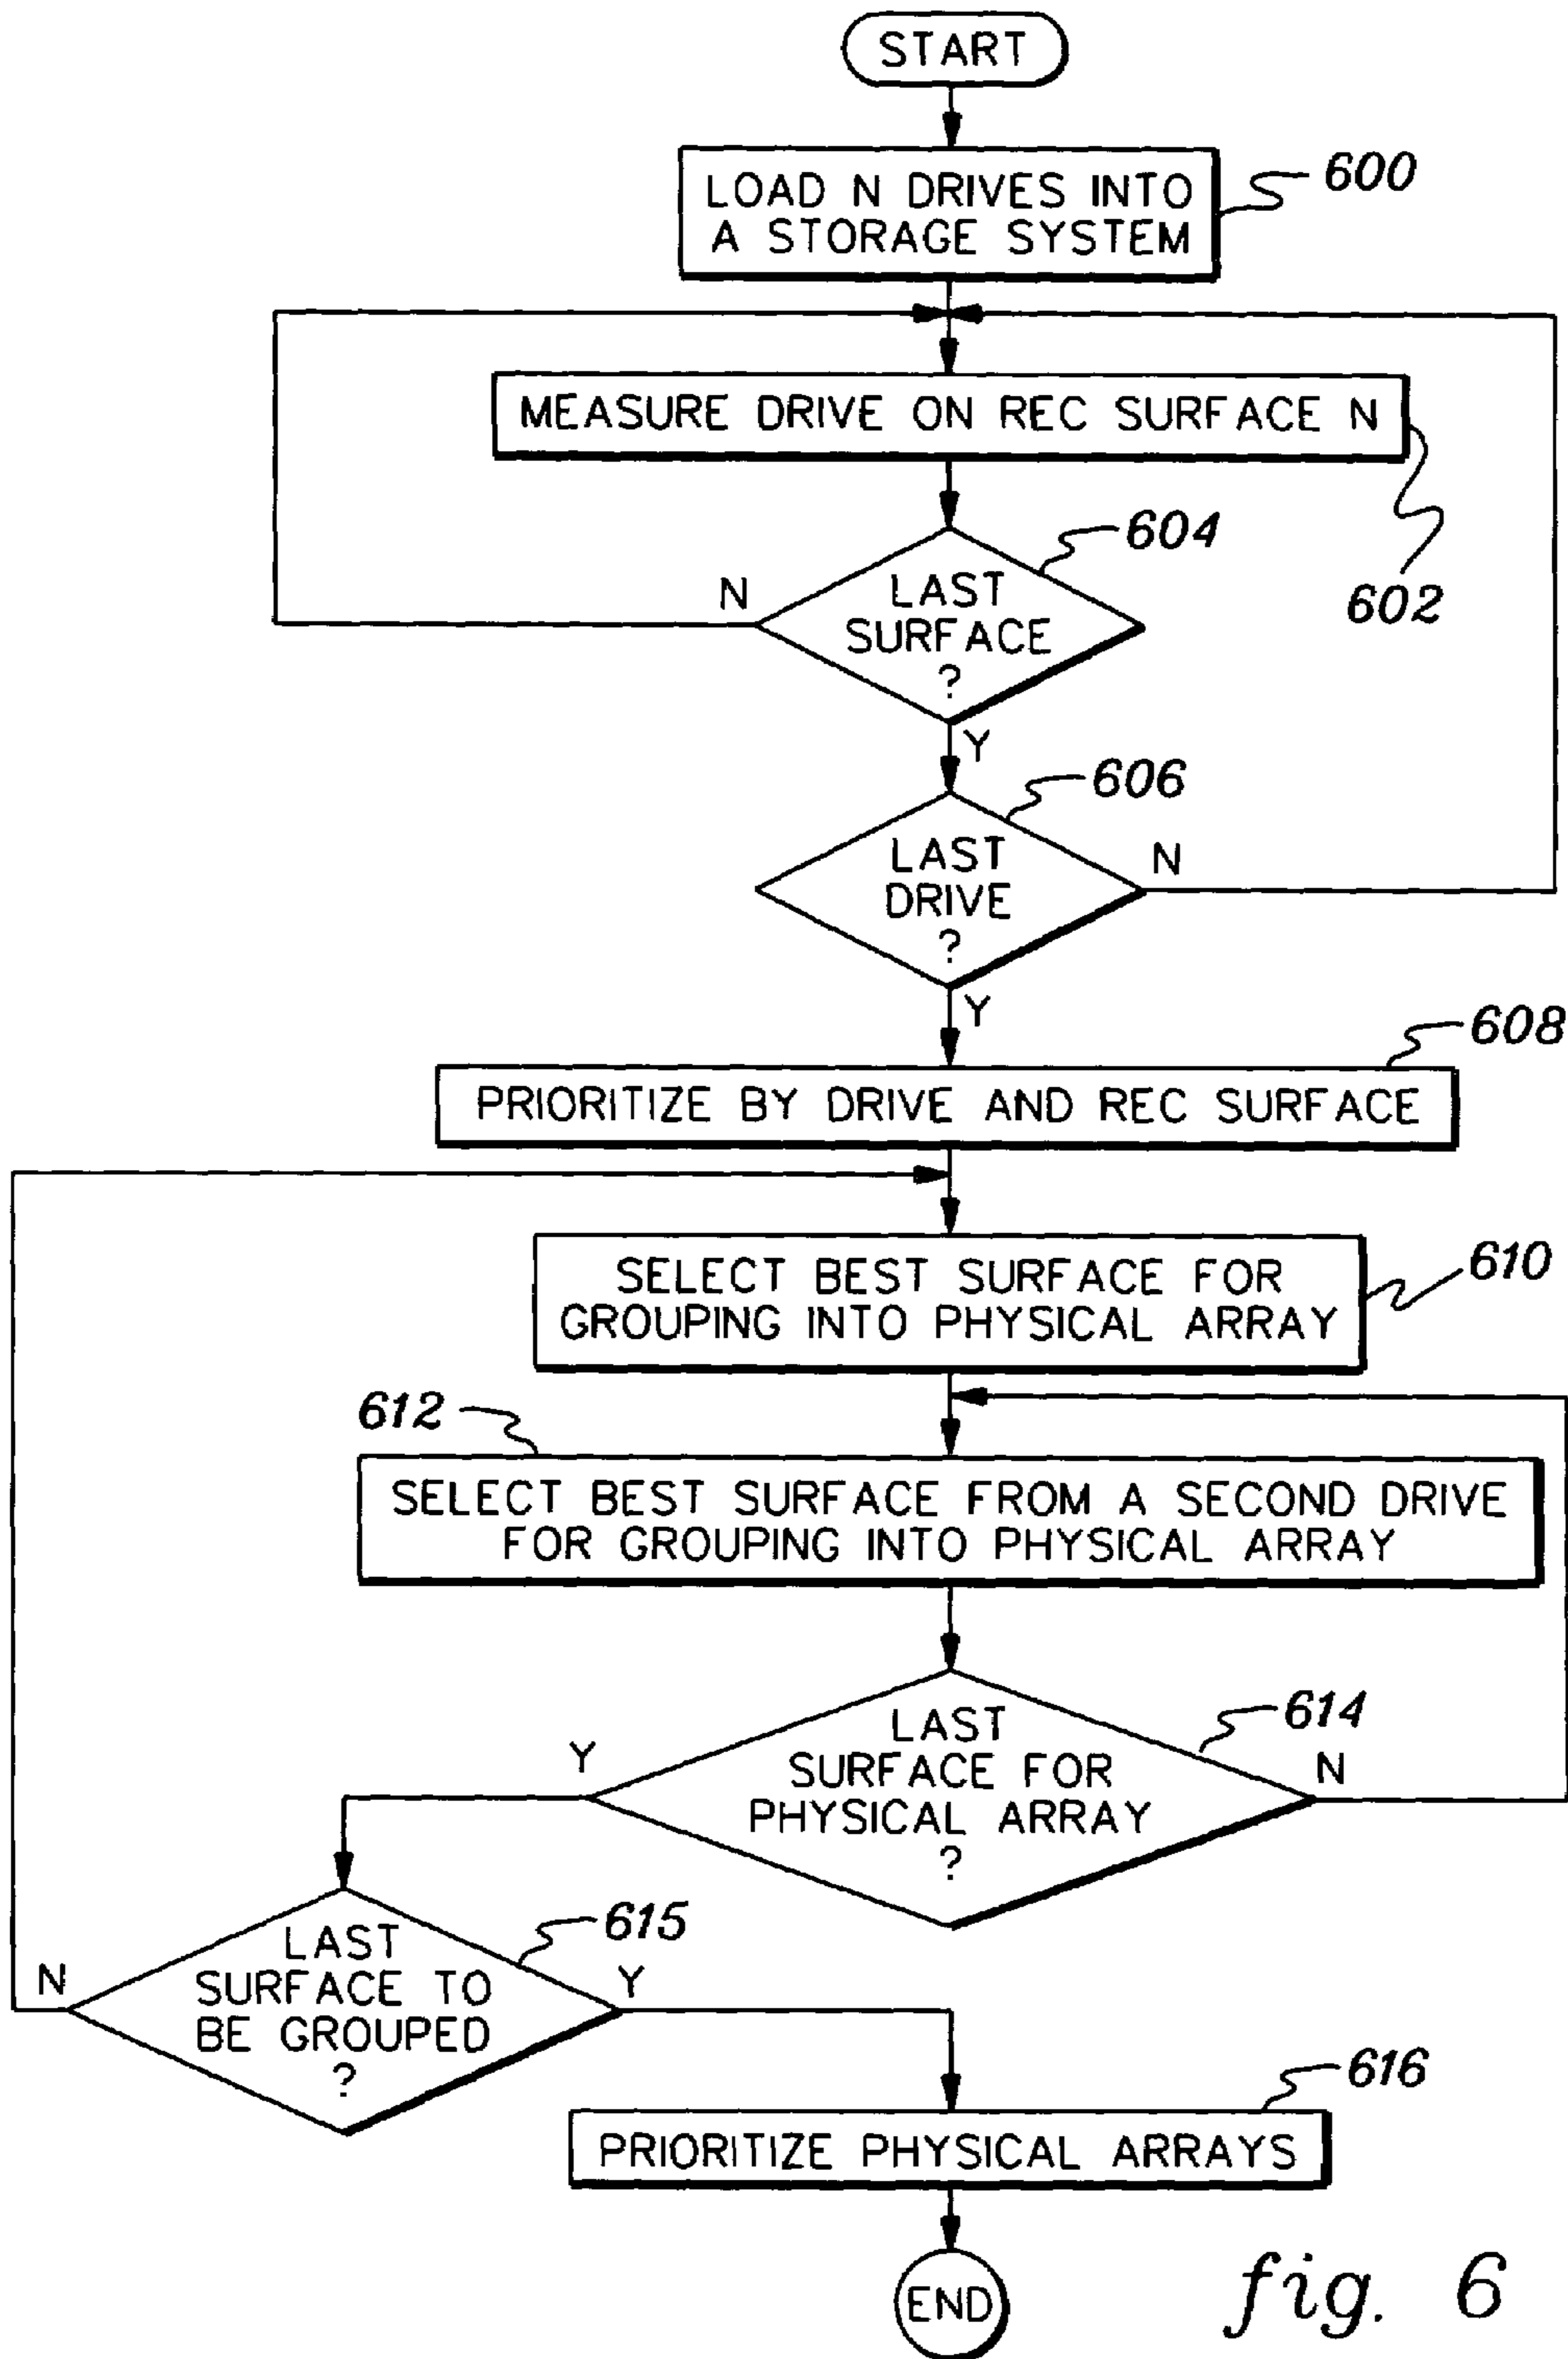 START
LOAD N DRIVES INTO
A STORAGE SYSTEM
600
MEASURE DRIVE ON REC SURFACE N
602
604
LAST
SURFACE
?
N
Y
606
LAST
DRIVE
?
N
Y
608
PRIORITIZE BY DRIVE AND REC SURFACE
SELECT BEST SURFACE FOR
GROUPING INTO PHYSICAL ARRAY
610
612
SELECT BEST SURFACE FROM A SECOND DRIVE
FOR GROUPING INTO PHYSICAL ARRAY
614
LAST
SURFACE FOR
PHYSICAL ARRAY
?
Y
N
615
LAST
SURFACE TO
BE GROUPED
?
N
Y
616
PRIORITIZE PHYSICAL ARRAYS
END
fig. 6